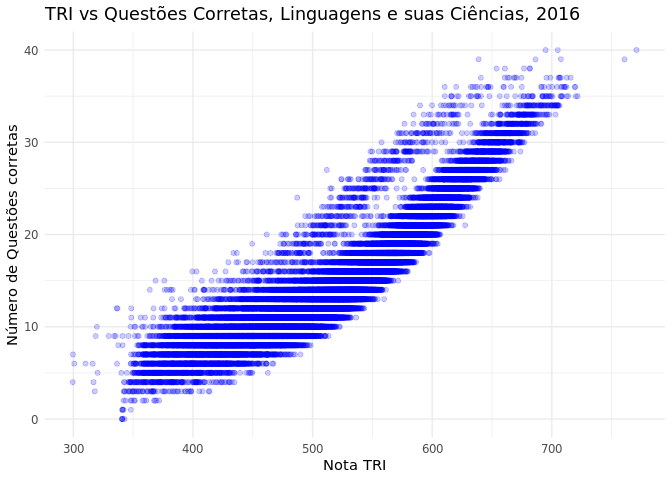 TRI vs Questões Corretas, Linguagens e suas Ciências, 2016
40
30
20
10
0
Número de Questões corretas
300 400 500 600 700
Nota TRI